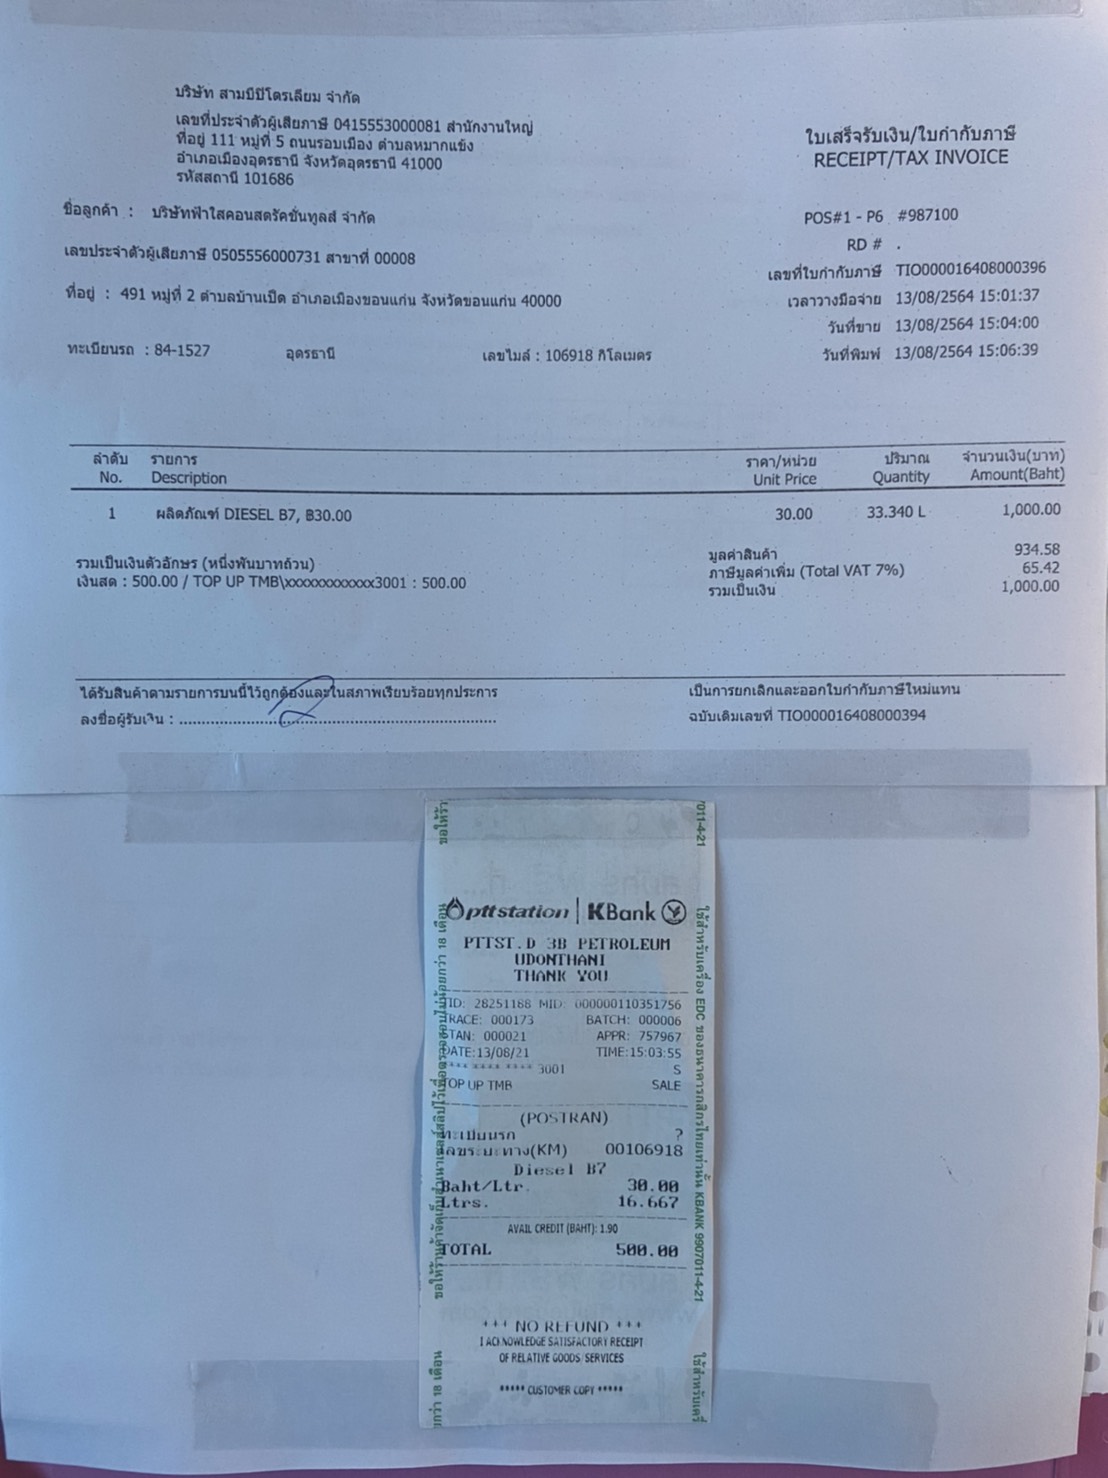 บริษัท สามบีปิโตรเลียม จำกัด
เลขที่ประจำตัวผู้เสียภาษี 0415553000081 สำนักงานใหญ่
ที่อยู่ 111 หมู่ที่ 5 ถนนรอบเมือง ตำบลหมากแข้ง
อำเภอเมืองอุดรธานี จังหวัดอุดรธานี 41000
รหัสสถานี 101686
ใบเสร็จรับเงิน/ใบกำกับภาษี
RECEIPT/TAX INVOICE
ชื่อลูกค้า : บริษัทฟ้าใสคอนสตรัคชั่นทูลส์ จำกัด
POS#1 - P6 #987100
RD # .
เลขประจำตัวผู้เสียภาษี 0505556000731 สาขาที่ 00008
เลขที่ใบกำกับภาษี TIO000016408000396
ที่อยู่ : 491 หมู่ที่ 2 ตำบลบ้านเป็ด อำเภอเมืองขอนแก่น จังหวัดขอนแก่น 40000
เวลาวางมือจ่าย 13/08/2564 15:01:37
วันที่ขาย 13/08/2564 15:04:00
ทะเบียนรถ : 84-1527 อุดรธานี เลขไมล์ : 106918 กิโลเมตร
วันที่พิมพ์ 13/08/2564 15:06:39
ลำดับ รายการ ราคา/หน่วย ปริมาณ จำนวนเงิน(บาท)
No. Description Unit Price Quantity Amount(Baht)
1 ผลิตภัณฑ์ DIESEL B7, ฿30.00 30.00 33.340 L 1,000.00
รวมเป็นเงินตัวอักษร (หนึ่งพันบาทถ้วน)
เงินสด : 500.00 / TOP UP TMB\xxxxxxxxxxxx3001 : 500.00
มูลค่าสินค้า 934.58
ภาษีมูลค่าเพิ่ม (Total VAT 7%) 65.42
รวมเป็นเงิน 1,000.00
ได้รับสินค้าตามรายการบนนี้ไว้ถูกต้องและในสภาพเรียบร้อยทุกประการ
ลงชื่อผู้รับเงิน :
เป็นการยกเลิกและออกใบกำกับภาษีใหม่แทน
ฉบับเดิมเลขที่ TIO000016408000394
pttstation | KBank
PTTST.D 3B PETROLEUM
UDONTHANI
THANK YOU
TID: 28251188 MID: 000000110351756
TRACE: 000173 BATCH: 000006
STAN: 000021 APPR: 757967
DATE:13/08/21 TIME:15:03:55
**** **** **** 3001 S
TOP UP TMB SALE
(POSTRAN)
ทะเบียนรถ ?
เลขระยะทาง(KM) 00106918
Diesel B7
Baht/Ltr. 30.00
Ltrs. 16.667
AVAIL CREDIT (BAHT): 1.90
TOTAL 500.00
+++ NO REFUND +++
I ACKNOWLEDGE SATISFACTORY RECEIPT
OF RELATIVE GOODS/SERVICES
***** CUSTOMER COPY *****
7011-4-21
ใช้สำหรับเครื่อง EDC ของธนาคารกสิกรไทยเท่านั้น KBANK 9907011-4-21